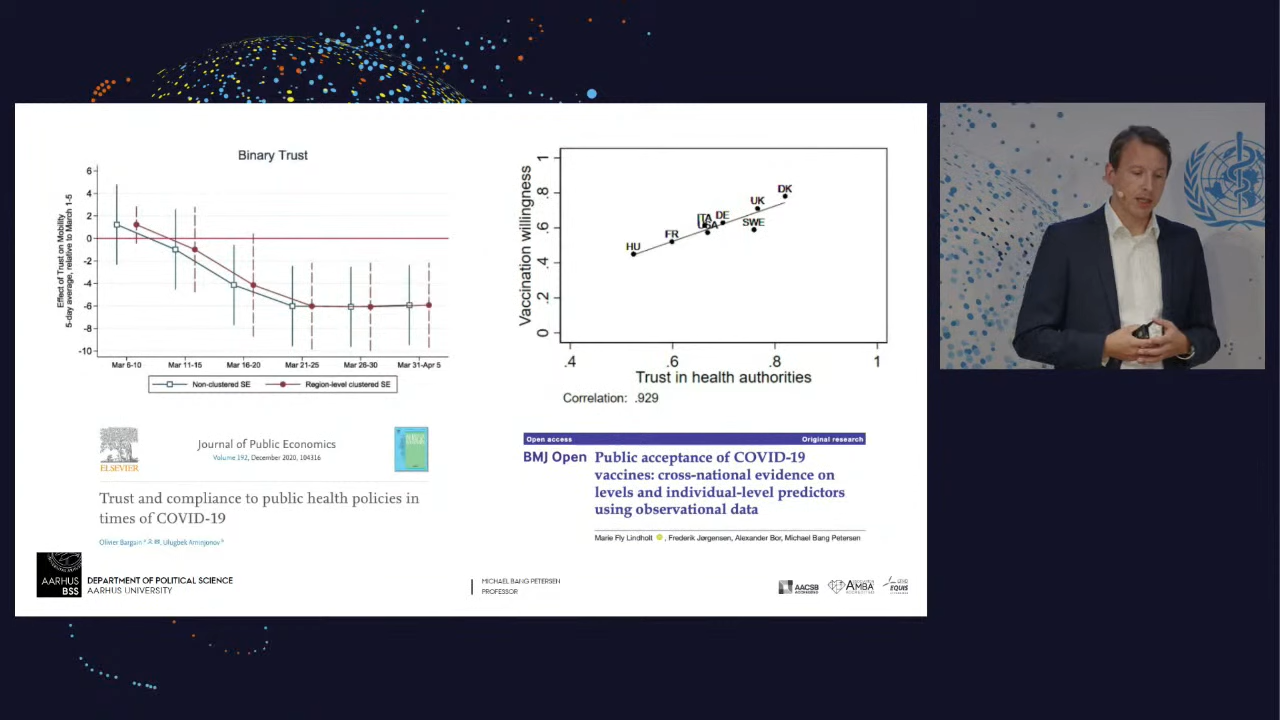 Binary Trust
Effect of Trust on Mobility
5-day average, relative to March 1-5
6
4
2
0
-2
-4
-6
-8
-10
Mar 6-10 Mar 11-15 Mar 16-20 Mar 21-25 Mar 26-30 Mar 31-Apr 5
Non-clustered SE Region-level clustered SE
ELSEVIER
Journal of Public Economics
Volume 192, December 2020, 104316
Trust and compliance to public health policies in
times of COVID-19
Olivier Bargain, Ulugbek Aminjonov
Vaccination willingness
1
.8
.6
.4
.2
0
HU
FR
ITA
USA
DE
UK
SWE
DK
.4 .6 .8 1
Trust in health authorities
Correlation: .929
Open access Original research
BMJ Open Public acceptance of COVID-19
vaccines: cross-national evidence on
levels and individual-level predictors
using observational data
Marie Fly Lindholt, Frederik Jørgensen, Alexander Bor, Michael Bang Petersen
AARHUS
BSS
DEPARTMENT OF POLITICAL SCIENCE
AARHUS UNIVERSITY
MICHAEL BANG PETERSEN
PROFESSOR
AACSB
AMBA
EQUIS